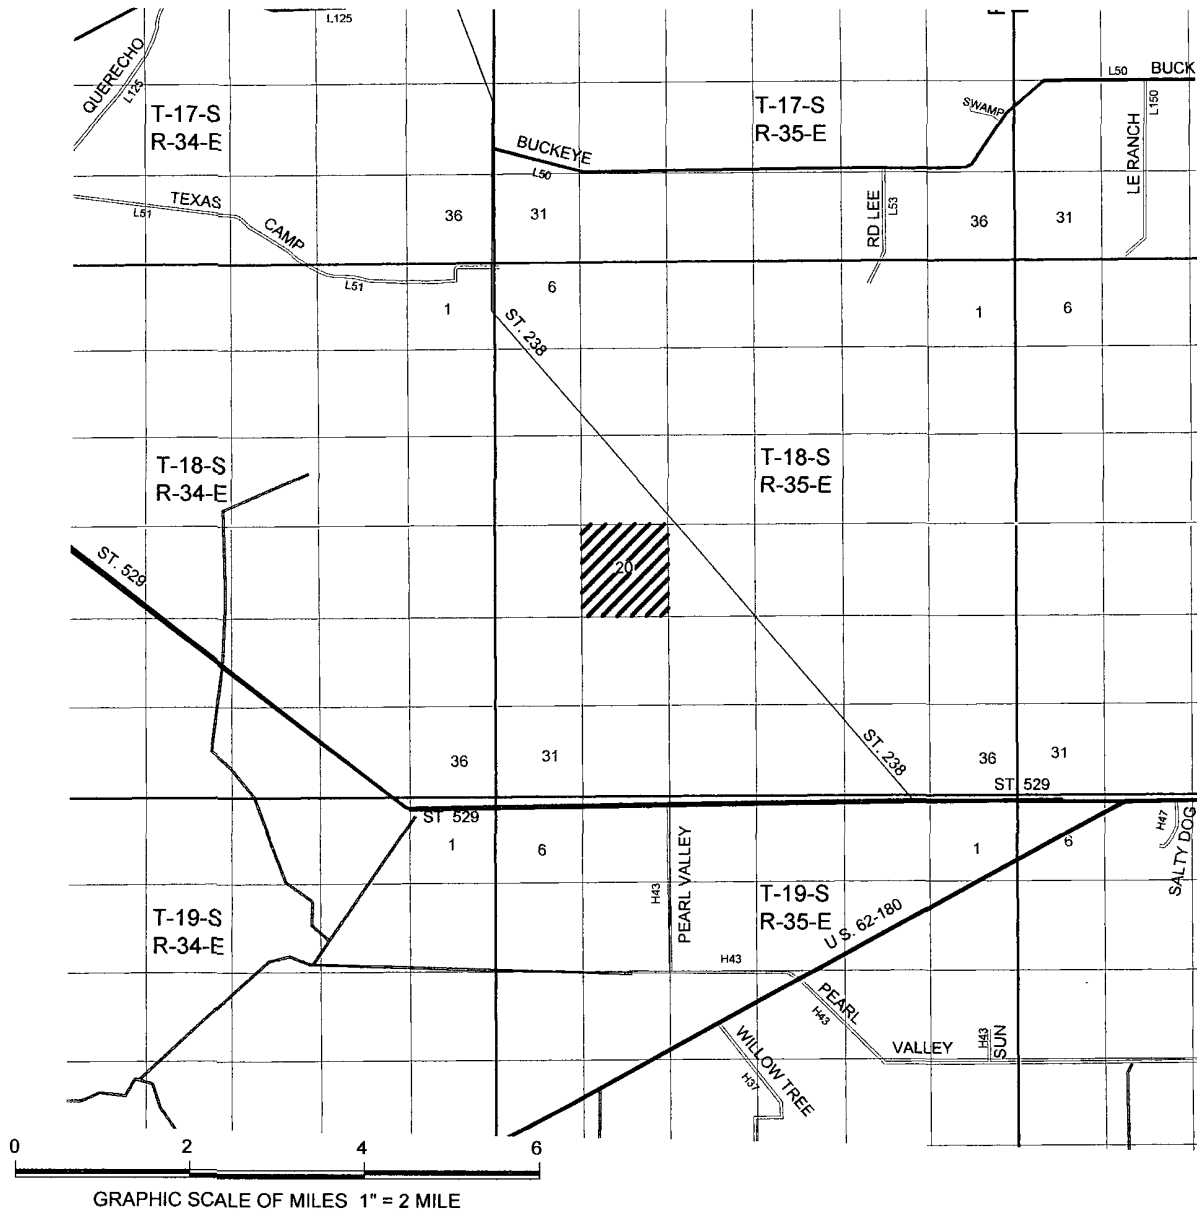 L125
QUERECHO
L125
T-17-S
R-34-E
T-17-S
R-35-E
L50 BUCK
SWAMP
L150
LE RANCH
BUCKEYE
L50
TEXAS
L51
CAMP
L51
36
31
RD LEE
L53
36
31
1
6
1
6
ST. 238
T-18-S
R-34-E
T-18-S
R-35-E
ST. 529
20
36
31
ST. 238
36
31
ST 529
ST 529
1
6
PEARL VALLEY
H43
1
6
H47
SALTY DOG
T-19-S
R-34-E
T-19-S
R-35-E
U.S. 62-180
H43
PEARL
H43
VALLEY
H43
SUN
WILLOW TREE
H37
0 2 4 6
GRAPHIC SCALE OF MILES 1" = 2 MILE